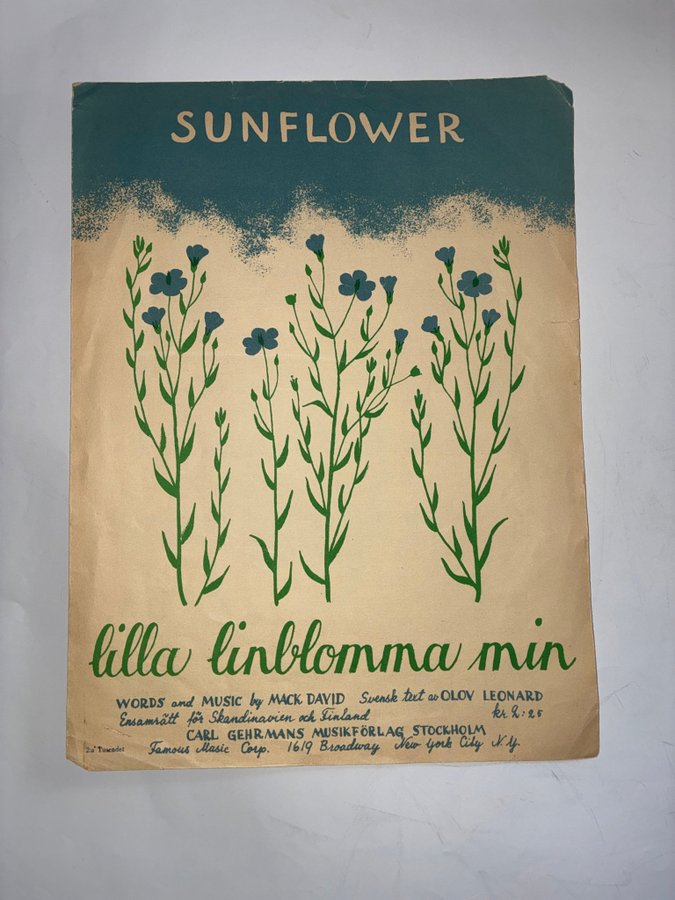 SUNFLOWER
lilla linblomma min
WORDS and MUSIC by MACK DAVID Svensk text av OLOV LEONARD
Ensamrätt för Skandinavien och Finland kr. 2:25
CARL GEHRMANS MUSIKFÖRLAG STOCKHOLM
Famous Music Corp. 1619 Broadway New York City N.Y.